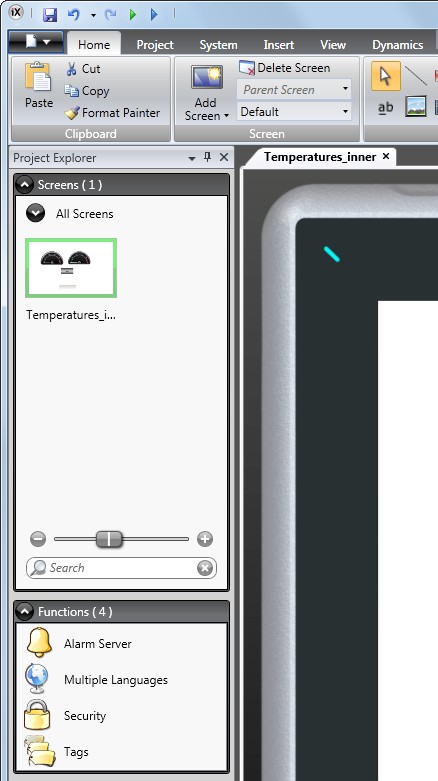 iX
Home Project System Insert View Dynamics
Cut
Copy
Format Painter
Paste
Clipboard
Add
Screen
Delete Screen
Parent Screen
Default
Screen
ab
Project Explorer
Temperatures_inner
Screens ( 1 )
All Screens
Temperatures_i...
Search
Functions ( 4 )
Alarm Server
Multiple Languages
Security
Tags